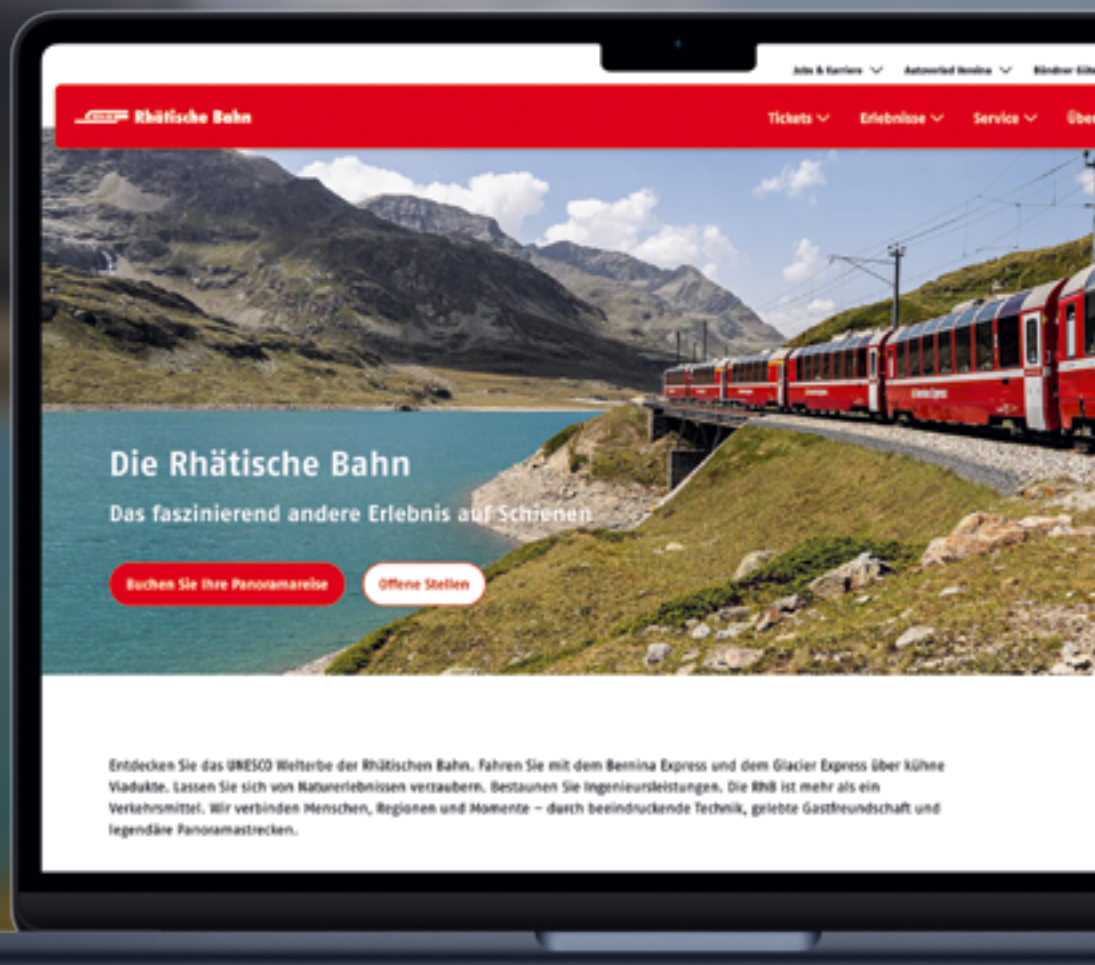 Jobs & Karriere Autoverlad Vereina Bündner Güte
Rhätische Bahn Tickets Erlebnisse Service Über
Die Rhätische Bahn
Das faszinierend andere Erlebnis auf Schienen
Buchen Sie Ihre Panoramareise Offene Stellen
Entdecken Sie das UNESCO Welterbe der Rhätischen Bahn. Fahren Sie mit dem Bernina Express und dem Glacier Express über kühne
Viadukte. Lassen Sie sich von Naturerlebnissen verzaubern. Bestaunen Sie Ingenieursleistungen. Die RhB ist mehr als ein
Verkehrsmittel. Wir verbinden Menschen, Regionen und Momente – durch beeindruckende Technik, gelebte Gastfreundschaft und
legendäre Panoramastrecken.